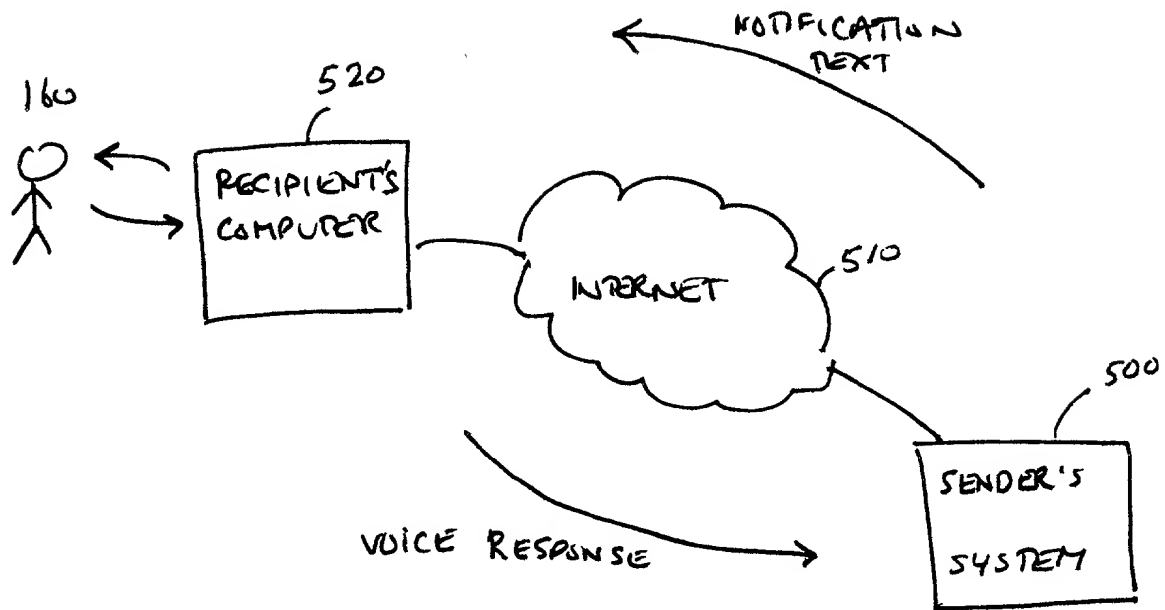 NOTIFICATION
TEXT
520
160
RECIPIENT'S
COMPUTER
510
INTERNET
500
SENDER'S
SYSTEM
VOICE RESPONSE